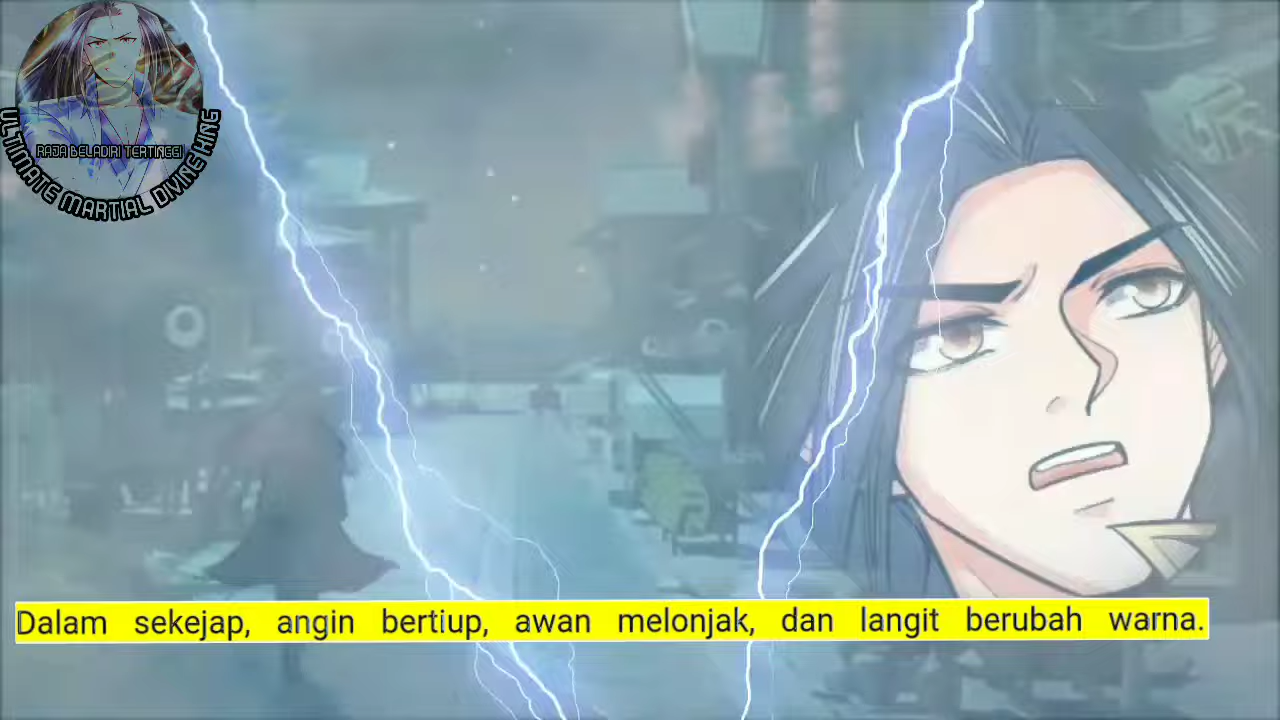 RAJA BELADIRI TERTINGGI
ULTIMATE MARTIAL DIVINE KING
Dalam sekejap, angin bertiup, awan melonjak, dan langit berubah warna.